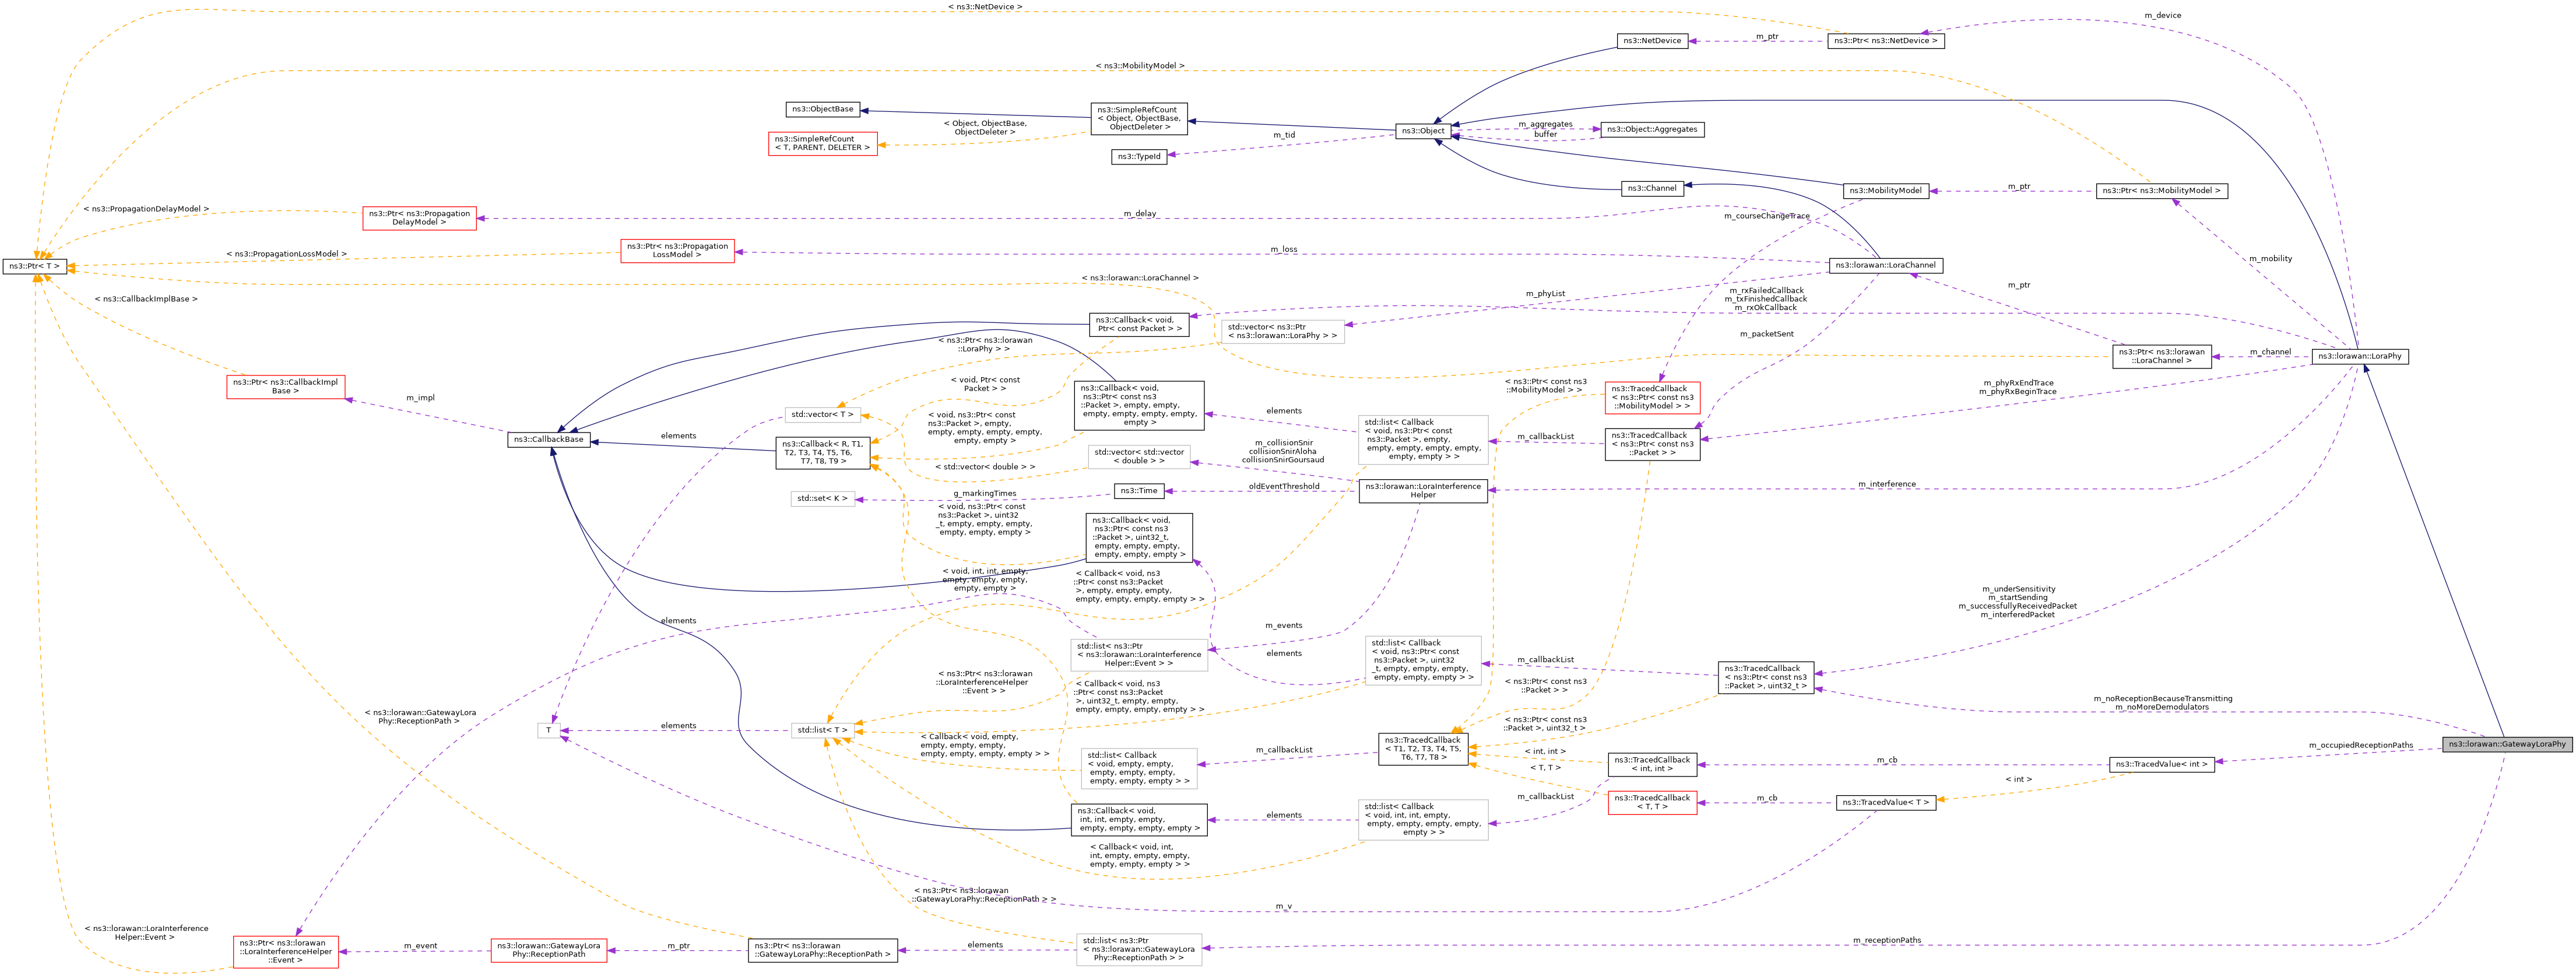 < ns3::NetDevice >
m_device
ns3::NetDevice
m_ptr
ns3::Ptr< ns3::NetDevice >
< ns3::MobilityModel >
ns3::ObjectBase
ns3::SimpleRefCount
< Object, ObjectBase,
ObjectDeleter >
< Object, ObjectBase,
ObjectDeleter >
ns3::SimpleRefCount
< T, PARENT, DELETER >
m_tid
ns3::TypeId
ns3::Object
m_aggregates
buffer
ns3::Object::Aggregates
ns3::Channel
ns3::MobilityModel
m_ptr
ns3::Ptr< ns3::MobilityModel >
< ns3::PropagationDelayModel >
ns3::Ptr< ns3::Propagation
DelayModel >
m_delay
m_courseChangeTrace
< ns3::PropagationLossModel >
ns3::Ptr< ns3::Propagation
LossModel >
m_loss
ns3::Ptr< T >
ns3::lorawan::LoraChannel
m_mobility
< ns3::lorawan::LoraChannel >
m_phyList
m_rxFailedCallback
m_txFinishedCallback
m_rxOkCallback
m_ptr
< ns3::CallbackImplBase >
ns3::Callback< void,
Ptr< const Packet > >
std::vector< ns3::Ptr
< ns3::lorawan::LoraPhy > >
m_packetSent
< ns3::Ptr< ns3::lorawan
::LoraPhy > >
ns3::Ptr< ns3::lorawan
::LoraChannel >
m_channel
ns3::lorawan::LoraPhy
ns3::Ptr< ns3::CallbackImpl
Base >
m_impl
< void, Ptr< const
Packet > >
ns3::Callback< void,
ns3::Ptr< const ns3
::Packet >, empty, empty,
empty, empty, empty, empty,
empty >
< ns3::Ptr< const ns3
::MobilityModel > >
ns3::TracedCallback
< ns3::Ptr< const ns3
::MobilityModel > >
m_phyRxEndTrace
m_phyRxBeginTrace
std::vector< T >
< void, ns3::Ptr< const
ns3::Packet >, empty,
empty, empty, empty, empty,
empty, empty >
elements
std::list< Callback
< void, ns3::Ptr< const
ns3::Packet >, empty,
empty, empty, empty, empty,
empty, empty > >
m_callbackList
ns3::TracedCallback
< ns3::Ptr< const ns3
::Packet > >
ns3::CallbackBase
elements
ns3::Callback< R, T1,
T2, T3, T4, T5, T6,
T7, T8, T9 >
< std::vector< double > >
std::vector< std::vector
< double > >
m_collisionSnir
collisionSnirAloha
collisionSnirGoursaud
std::set< K >
g_markingTimes
ns3::Time
oldEventThreshold
ns3::lorawan::LoraInterference
Helper
m_interference
< void, ns3::Ptr< const
ns3::Packet >, uint32
_t, empty, empty, empty,
empty, empty, empty >
ns3::Callback< void,
ns3::Ptr< const ns3
::Packet >, uint32_t,
empty, empty, empty,
empty, empty, empty >
< void, int, int, empty,
empty, empty, empty,
empty, empty >
< Callback< void, ns3
::Ptr< const ns3::Packet
>, empty, empty, empty,
empty, empty, empty, empty > >
m_underSensitivity
m_startSending
m_successfullyReceivedPacket
m_interferedPacket
elements
std::list< ns3::Ptr
< ns3::lorawan::LoraInterference
Helper::Event > >
m_events
elements
std::list< Callback
< void, ns3::Ptr< const
ns3::Packet >, uint32
_t, empty, empty, empty,
empty, empty, empty > >
m_callbackList
ns3::TracedCallback
< ns3::Ptr< const ns3
::Packet >, uint32_t >
< ns3::Ptr< ns3::lorawan
::LoraInterferenceHelper
::Event > >
< Callback< void, ns3
::Ptr< const ns3::Packet
>, uint32_t, empty, empty,
empty, empty, empty, empty > >
< ns3::Ptr< const ns3
::Packet > >
m_noReceptionBecauseTransmitting
m_noMoreDemodulators
< ns3::lorawan::GatewayLora
Phy::ReceptionPath >
T
elements
std::list< T >
< Callback< void, empty,
empty, empty, empty,
empty, empty, empty, empty > >
std::list< Callback
< void, empty, empty,
empty, empty, empty,
empty, empty, empty > >
m_callbackList
ns3::TracedCallback
< T1, T2, T3, T4, T5,
T6, T7, T8 >
< ns3::Ptr< const ns3
::Packet >, uint32_t >
< int, int >
< T, T >
ns3::TracedCallback
< int, int >
m_cb
ns3::TracedValue< int >
m_occupiedReceptionPaths
ns3::lorawan::GatewayLoraPhy
< int >
m_callbackList
ns3::TracedCallback
< T, T >
m_cb
ns3::TracedValue< T >
ns3::Callback< void,
int, int, empty, empty,
empty, empty, empty, empty >
elements
std::list< Callback
< void, int, int, empty,
empty, empty, empty, empty,
empty > >
< Callback< void, int,
int, empty, empty, empty,
empty, empty, empty > >
< ns3::Ptr< ns3::lorawan
::GatewayLoraPhy::ReceptionPath > >
m_v
< ns3::lorawan::LoraInterference
Helper::Event >
ns3::Ptr< ns3::lorawan
::LoraInterferenceHelper
::Event >
m_event
ns3::lorawan::GatewayLora
Phy::ReceptionPath
m_ptr
ns3::Ptr< ns3::lorawan
::GatewayLoraPhy::ReceptionPath >
elements
std::list< ns3::Ptr
< ns3::lorawan::GatewayLora
Phy::ReceptionPath > >
m_receptionPaths